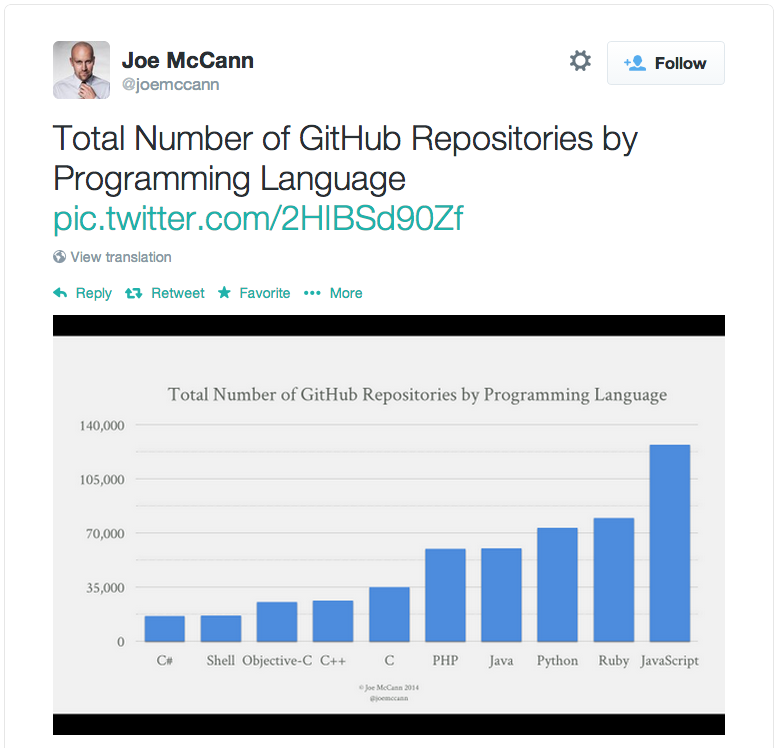 Joe McCann
@joemccann
Follow
Total Number of GitHub Repositories by
Programming Language
pic.twitter.com/2HlBSd90Zf
View translation
Reply Retweet Favorite More
Total Number of GitHub Repositories by Programming Language
140,000
105,000
70,000
35,000
0
C# Shell Objective-C C++ C PHP Java Python Ruby JavaScript
© Joe McCann 2014
@joemccann